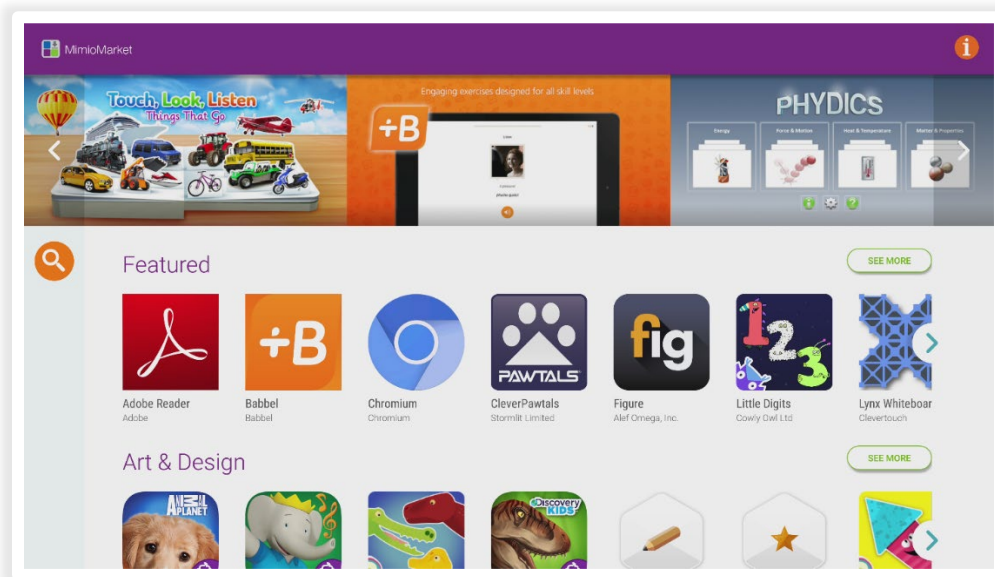 MimioMarket
i
Touch, Look, Listen
Things That Go
Engaging exercises designed for all skill levels
+B
PHYDICS
Energy
Force & Motion
Heat & Temperature
Matter & Properties
i
?
Featured
SEE MORE
÷B
PAWTALS
fig
1 2 3
Adobe Reader
Babbel
Chromium
CleverPawtals
Figure
Little Digits
Lynx Whiteboar
Adobe
Babbel
Chromium
Stormlit Limited
Alef Omega, Inc.
Cowly Owl Ltd
Clevertouch
Art & Design
SEE MORE
ANIMAL
PLANET
Discovery
KIDS